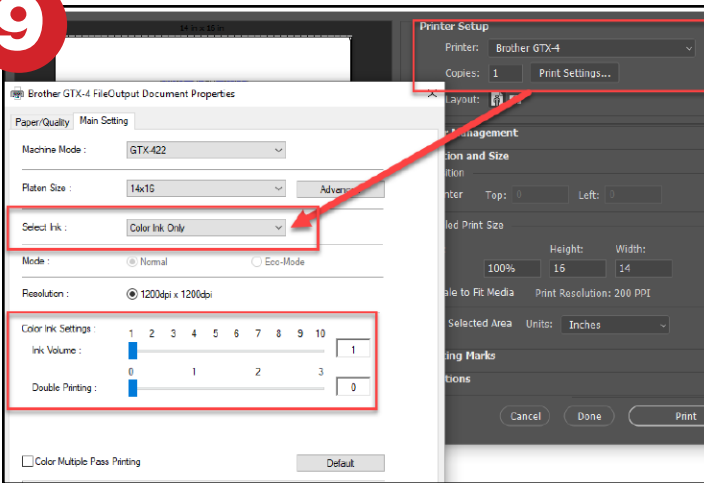 9
14 in x 16 in
Printer Setup
Printer: Brother GTX-4
Copies: 1 Print Settings...
Layout:
Management
tion and Size
ition
nter Top: 0 Left: 0
led Print Size
Height: Width:
100% 16 14
ale to Fit Media Print Resolution: 200 PPI
Selected Area Units: Inches
ting Marks
tions
Cancel Done Print
Brother GTX-4 FileOutput Document Properties
Paper/Quality Main Setting
Machine Mode : GTX-422
Platen Size : 14x16 Advan
Select Ink : Color Ink Only
Mode : Normal Eco-Mode
Resolution : 1200dpi x 1200dpi
Color Ink Settings :
1 2 3 4 5 6 7 8 9 10
Ink Volume : 1
0 1 2 3
Double Printing : 0
Color Multiple Pass Printing Default